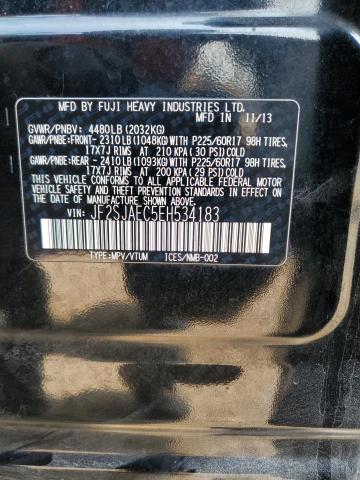 MFD BY FUJI HEAVY INDUSTRIES LTD.
MFD IN 11/13
GVWR/PNBV: 4480LB (2032KG)
GAWR/PNBE:FRONT- 2310LB (1048KG) WITH P225/60R17 98H TIRES,
17X7J RIMS AT 210 KPA (30 PSI) COLD
GAWR/PNBE:REAR - 2410LB (1093KG) WITH P225/60R17 98H TIRES,
17X7J RIMS AT 200 KPA (29 PSI) COLD
THIS VEHICLE CONFORMS TO ALL APPLICABLE
U.S. FEDERAL MOTOR VEHICLE SAFETY, BUMPER,
AND THEFT PREVENTION STANDARDS IN EFFECT ON THE
DATE OF MANUFACTURE SHOWN ABOVE.
VIN: JF2SJAEC5EH534183
TYPE:MPV/VTUM ICES/NMB-002